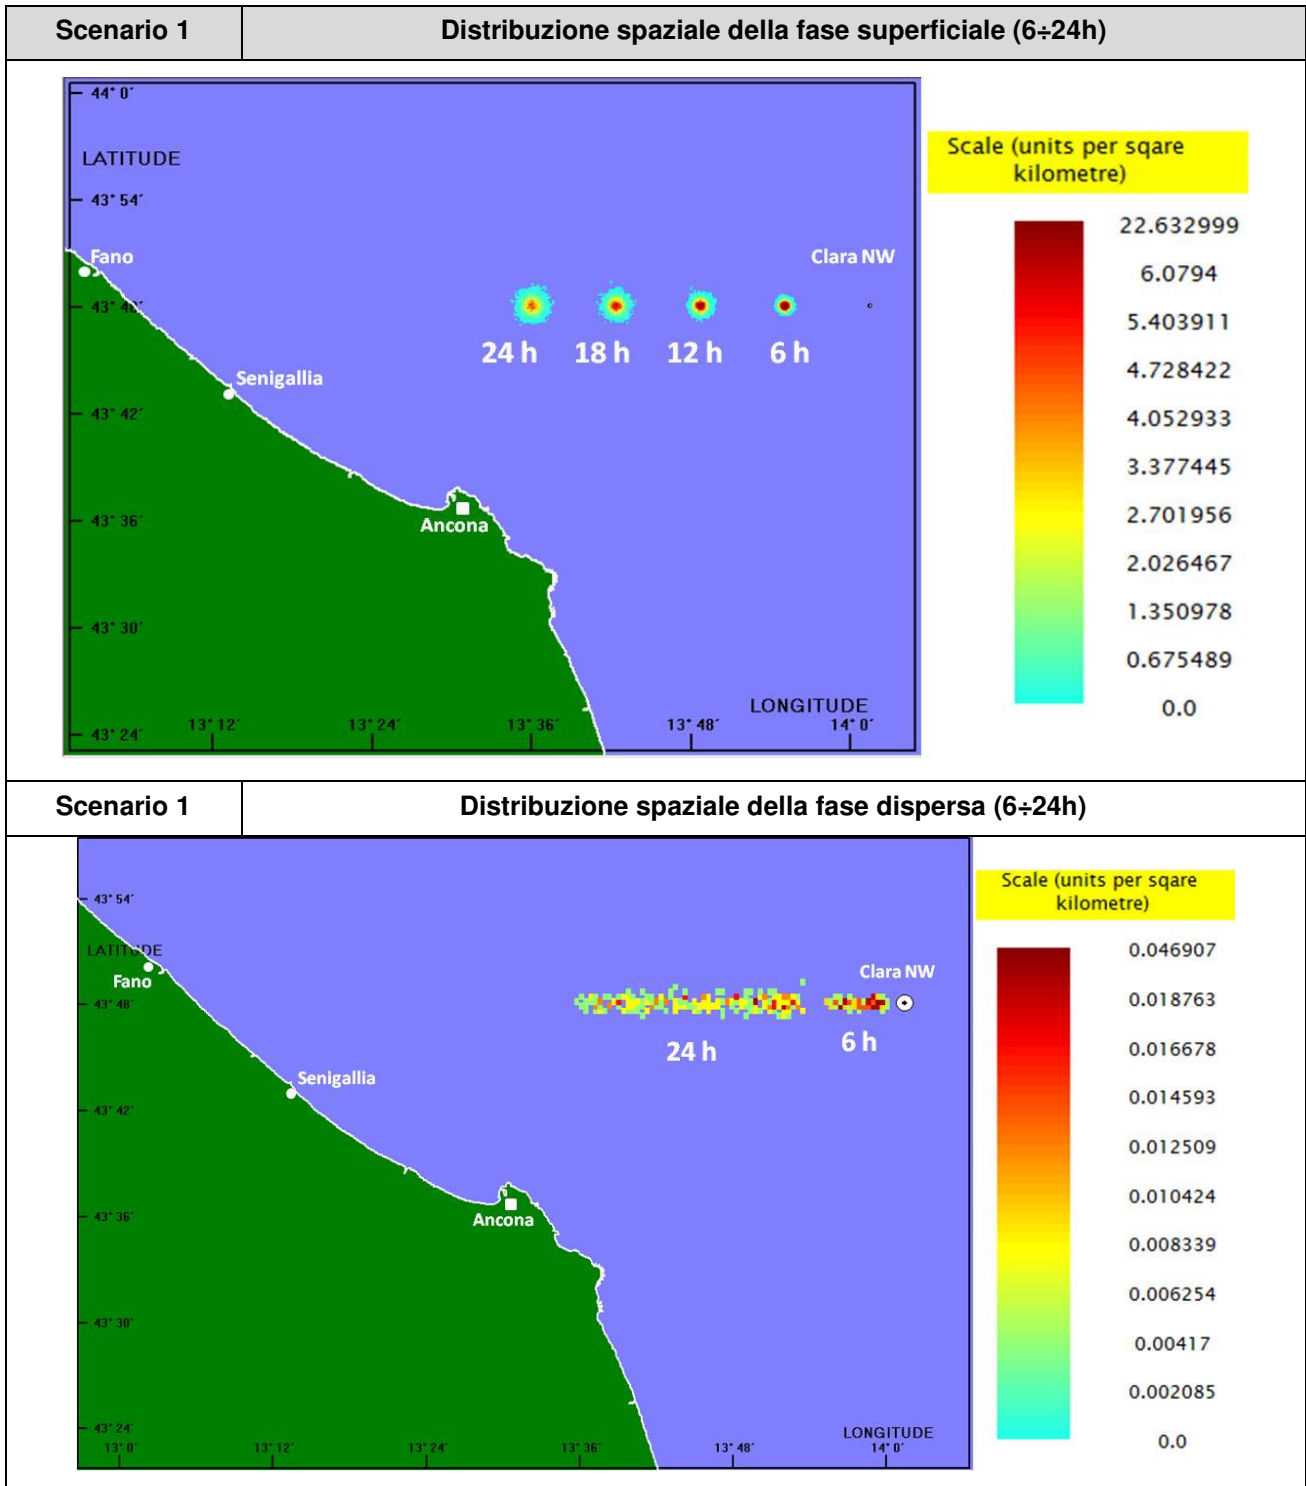 Scenario 1
Distribuzione spaziale della fase superficiale (6÷24h)
44° 0´
LATITUDE
43° 54´
Fano
Clara NW
43° 48´
24 h
18 h
12 h
6 h
Senigallia
43° 42´
43° 36´
Ancona
43° 30´
LONGITUDE
43° 24´
13° 12´
13° 24´
13° 36´
13° 48´
14° 0´
Scale (units per sqare
kilometre)
22.632999
6.0794
5.403911
4.728422
4.052933
3.377445
2.701956
2.026467
1.350978
0.675489
0.0
Scenario 1
Distribuzione spaziale della fase dispersa (6÷24h)
43° 54´
LATITUDE
Fano
Clara NW
43° 48´
24 h
6 h
Senigallia
43° 42´
43° 36´
Ancona
43° 30´
43° 24´
LONGITUDE
13° 0´
13° 12´
13° 24´
13° 36´
13° 48´
14° 0´
Scale (units per sqare
kilometre)
0.046907
0.018763
0.016678
0.014593
0.012509
0.010424
0.008339
0.006254
0.00417
0.002085
0.0